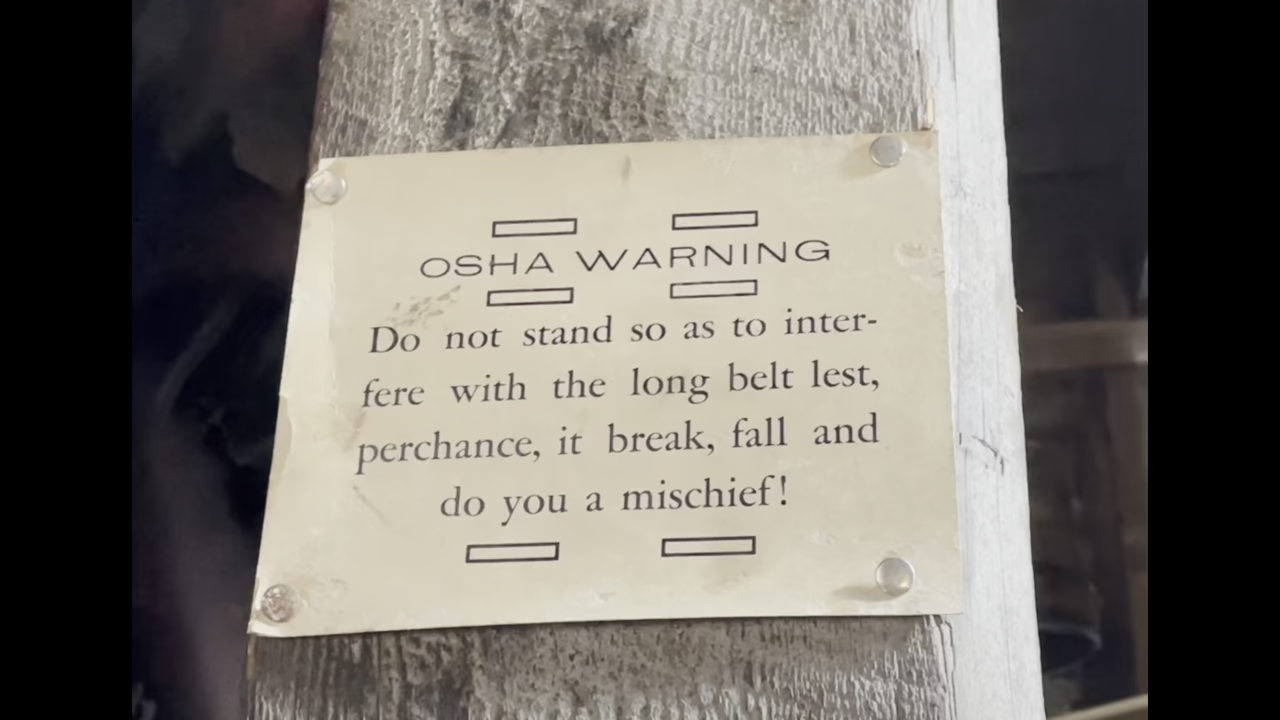 OSHA WARNING
Do not stand so as to inter-
fere with the long belt lest,
perchance, it break, fall and
do you a mischief!